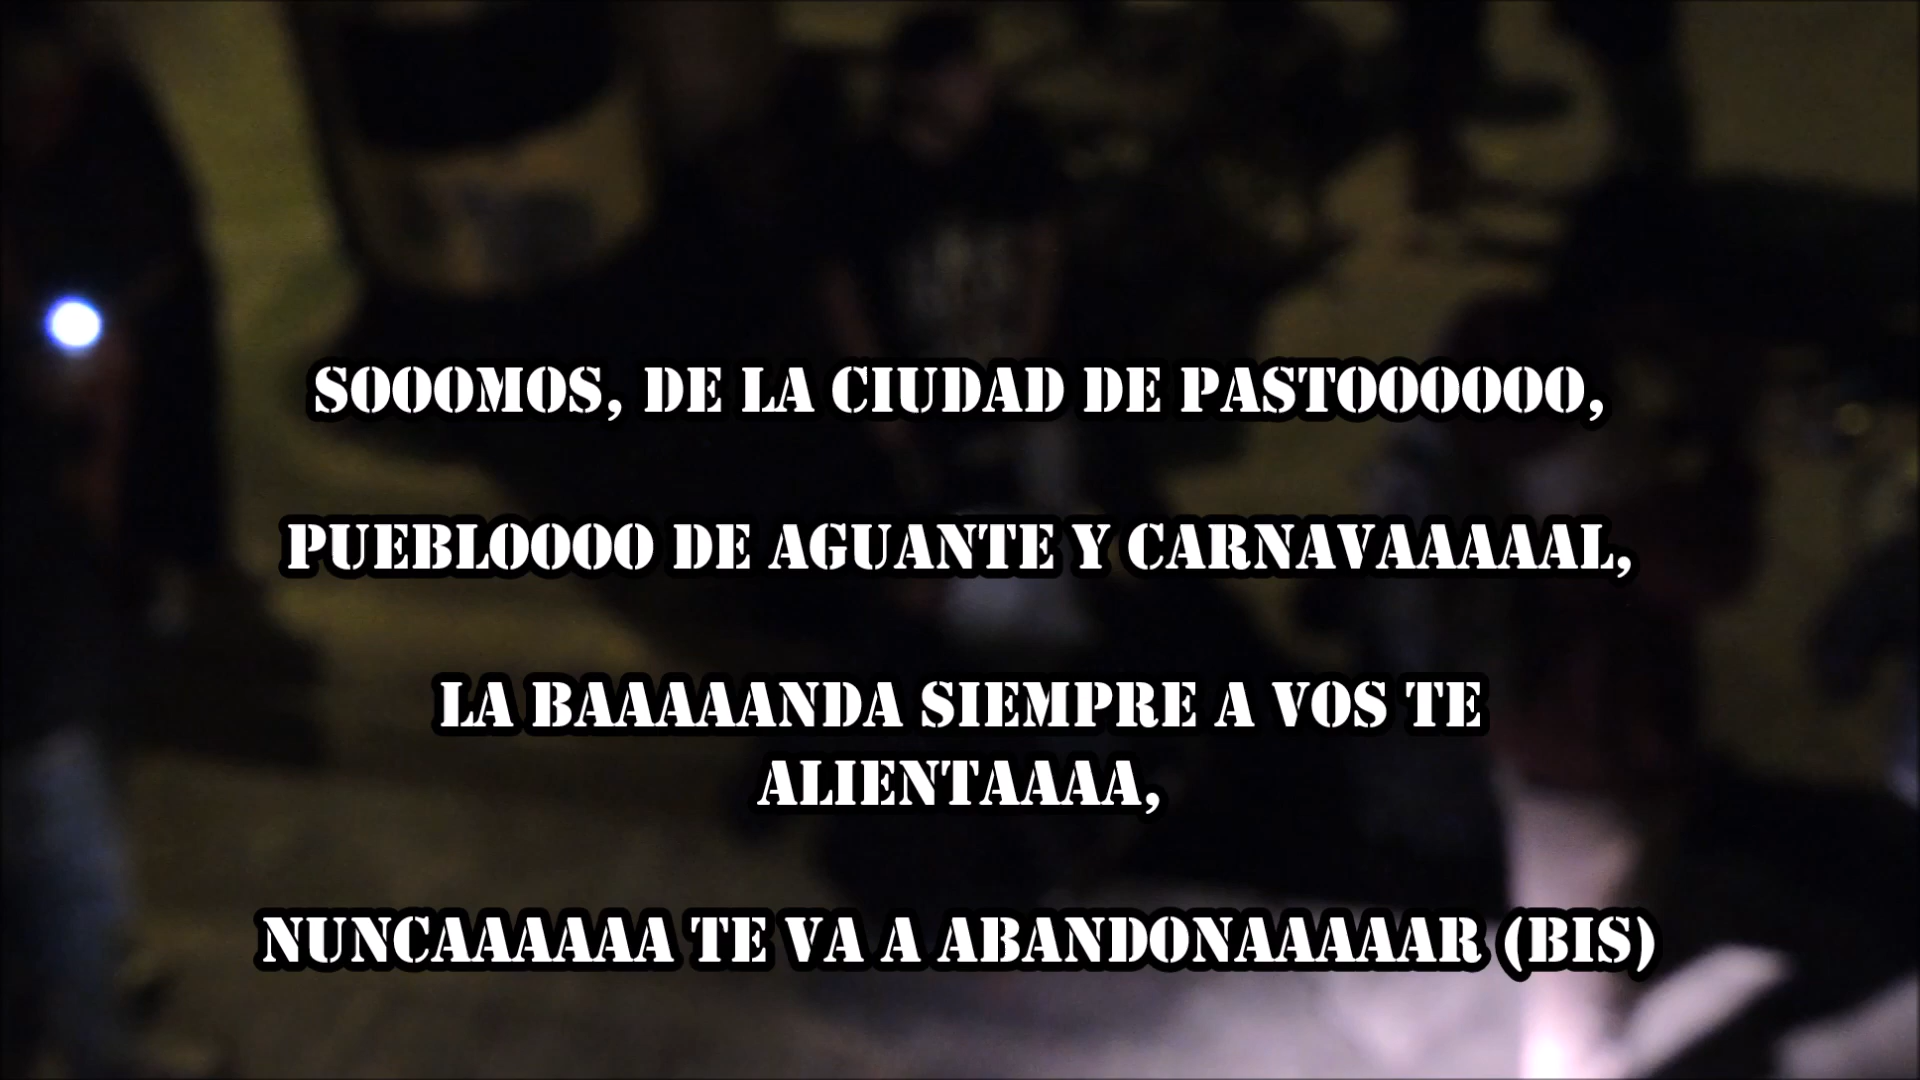 SOOOMOS, DE LA CIUDAD DE PASTOOOOOO,
PUEBLOOOO DE AGUANTE Y CARNAVAAAAAL,
LA BAAAAANDA SIEMPRE A VOS TE
ALIENTAAAA,
NUNCAAAAAA TE VA A ABANDONAAAAAR (BIS)